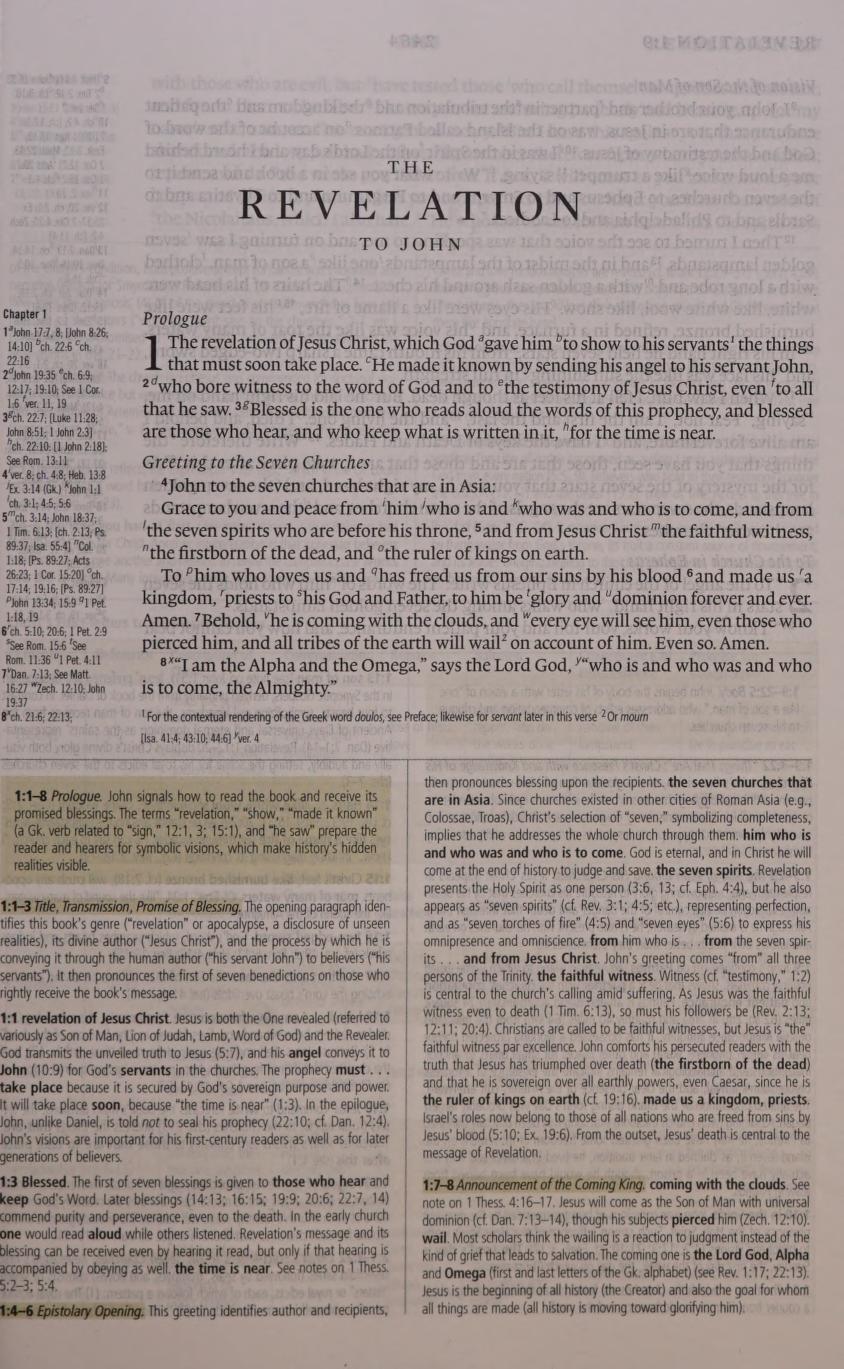 THE
REVELATION
TO JOHN
Chapter 1
1 a John 17:7, 8; [John 8:26;
14:10] b ch. 22:6 c ch.
22:16
2 d John 19:35 e ch. 6:9;
12:17; 19:10; See 1 Cor.
1:6 f ver. 11, 19
3 g ch. 22:7; [Luke 11:28;
John 8:51; 1 John 2:3]
h ch. 22:10; [1 John 2:18];
See Rom. 13:11
4 i ver. 8; ch. 4:8; Heb. 13:8
j Ex. 3:14 (Gk.) k John 1:1
l ch. 3:1; 4:5; 5:6
5 m ch. 3:14; John 18:37;
1 Tim. 6:13; [ch. 2:13; Ps.
89:37; Isa. 55:4] n Col.
1:18; [Ps. 89:27; Acts
26:23; 1 Cor. 15:20] o ch.
17:14; 19:16; [Ps. 89:27]
p John 13:34; 15:9 q 1 Pet.
1:18, 19
6 r ch. 5:10; 20:6; 1 Pet. 2:9
s See Rom. 15:6 t See
Rom. 11:36 u 1 Pet. 4:11
7 v Dan. 7:13; See Matt.
16:27 w Zech. 12:10; John
19:37
8 x ch. 21:6; 22:13;
Prologue
1 The revelation of Jesus Christ, which God a gave him b to show to his servants 1 the things
that must soon take place. c He made it known by sending his angel to his servant John,
2 d who bore witness to the word of God and to e the testimony of Jesus Christ, even f to all
that he saw. 3 g Blessed is the one who reads aloud the words of this prophecy, and blessed
are those who hear, and who keep what is written in it, h for the time is near.
Greeting to the Seven Churches
4 John to the seven churches that are in Asia:
Grace to you and peace from i him j who is and k who was and who is to come, and from
l the seven spirits who are before his throne, 5 and from Jesus Christ m the faithful witness,
n the firstborn of the dead, and o the ruler of kings on earth.
To p him who loves us and q has freed us from our sins by his blood 6 and made us r a
kingdom, r priests to s his God and Father, to him be t glory and u dominion forever and ever.
Amen. 7 Behold, v he is coming with the clouds, and w every eye will see him, even those who
pierced him, and all tribes of the earth will wail 2 on account of him. Even so. Amen.
8 x “I am the Alpha and the Omega,” says the Lord God, y “who is and who was and who
is to come, the Almighty.”
1 For the contextual rendering of the Greek word doulos, see Preface; likewise for servant later in this verse 2 Or mourn
[Isa. 41:4; 43:10; 44:6] y ver. 4
1:1–8 Prologue. John signals how to read the book and receive its
promised blessings. The terms “revelation,” “show,” “made it known”
(a Gk. verb related to “sign,” 12:1, 3; 15:1), and “he saw” prepare the
reader and hearers for symbolic visions, which make history's hidden
realities visible.
1:1–3 Title, Transmission, Promise of Blessing. The opening paragraph iden-
tifies this book's genre (“revelation” or apocalypse, a disclosure of unseen
realities), its divine author (“Jesus Christ”), and the process by which he is
conveying it through the human author (“his servant John”) to believers (“his
servants”). It then pronounces the first of seven benedictions on those who
rightly receive the book's message.
1:1 revelation of Jesus Christ. Jesus is both the One revealed (referred to
variously as Son of Man, Lion of Judah, Lamb, Word of God) and the Revealer.
God transmits the unveiled truth to Jesus (5:7), and his angel conveys it to
John (10:9) for God's servants in the churches. The prophecy must . . .
take place because it is secured by God's sovereign purpose and power.
It will take place soon, because “the time is near” (1:3). In the epilogue,
John, unlike Daniel, is told not to seal his prophecy (22:10; cf. Dan. 12:4).
John's visions are important for his first-century readers as well as for later
generations of believers.
1:3 Blessed. The first of seven blessings is given to those who hear and
keep God's Word. Later blessings (14:13; 16:15; 19:9; 20:6; 22:7, 14)
commend purity and perseverance, even to the death. In the early church
one would read aloud while others listened. Revelation's message and its
blessing can be received even by hearing it read, but only if that hearing is
accompanied by obeying as well. the time is near. See notes on 1 Thess.
5:2–3; 5:4.
1:4–6 Epistolary Opening. This greeting identifies author and recipients,
then pronounces blessing upon the recipients. the seven churches that
are in Asia. Since churches existed in other cities of Roman Asia (e.g.,
Colossae, Troas), Christ's selection of “seven,” symbolizing completeness,
implies that he addresses the whole church through them. him who is
and who was and who is to come. God is eternal, and in Christ he will
come at the end of history to judge and save. the seven spirits. Revelation
presents the Holy Spirit as one person (3:6, 13; cf. Eph. 4:4), but he also
appears as “seven spirits” (cf. Rev. 3:1; 4:5; etc.), representing perfection,
and as “seven torches of fire” (4:5) and “seven eyes” (5:6) to express his
omnipresence and omniscience. from him who is . . . from the seven spir-
its . . . and from Jesus Christ. John's greeting comes “from” all three
persons of the Trinity. the faithful witness. Witness (cf. “testimony,” 1:2)
is central to the church's calling amid suffering. As Jesus was the faithful
witness even to death (1 Tim. 6:13), so must his followers be (Rev. 2:13;
12:11; 20:4). Christians are called to be faithful witnesses, but Jesus is “the”
faithful witness par excellence. John comforts his persecuted readers with the
truth that Jesus has triumphed over death (the firstborn of the dead)
and that he is sovereign over all earthly powers, even Caesar, since he is
the ruler of kings on earth (cf. 19:16). made us a kingdom, priests.
Israel's roles now belong to those of all nations who are freed from sins by
Jesus' blood (5:10; Ex. 19:6). From the outset, Jesus' death is central to the
message of Revelation.
1:7–8 Announcement of the Coming King. coming with the clouds. See
note on 1 Thess. 4:16–17. Jesus will come as the Son of Man with universal
dominion (cf. Dan. 7:13–14), though his subjects pierced him (Zech. 12:10).
wail. Most scholars think the wailing is a reaction to judgment instead of the
kind of grief that leads to salvation. The coming one is the Lord God, Alpha
and Omega (first and last letters of the Gk. alphabet) (see Rev. 1:17; 22:13).
Jesus is the beginning of all history (the Creator) and also the goal for whom
all things are made (all history is moving toward glorifying him).